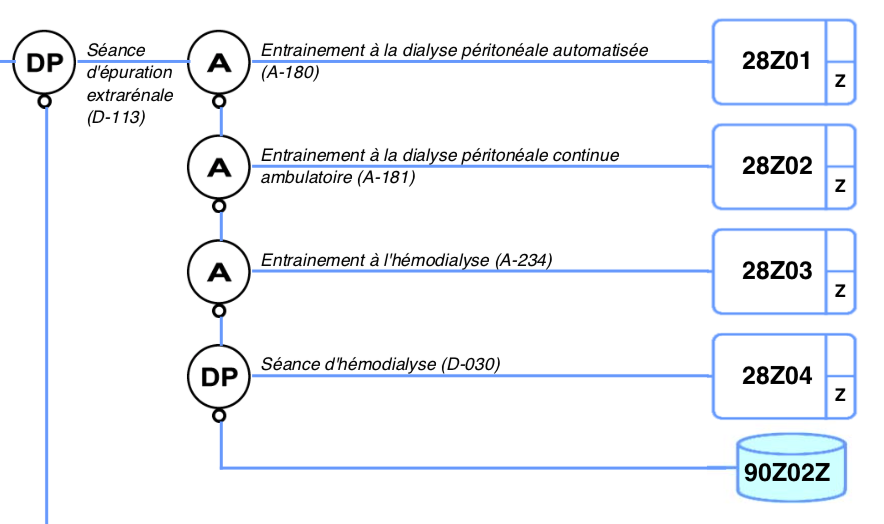 DP
Séance
d'épuration
extrarénale
(D-113)
A
Entrainement à la dialyse péritonéale automatisée
(A-180)
28Z01
Z
A
Entrainement à la dialyse péritonéale continue
ambulatoire (A-181)
28Z02
Z
A
Entrainement à l'hémodialyse (A-234)
28Z03
Z
DP
Séance d'hémodialyse (D-030)
28Z04
Z
90Z02Z